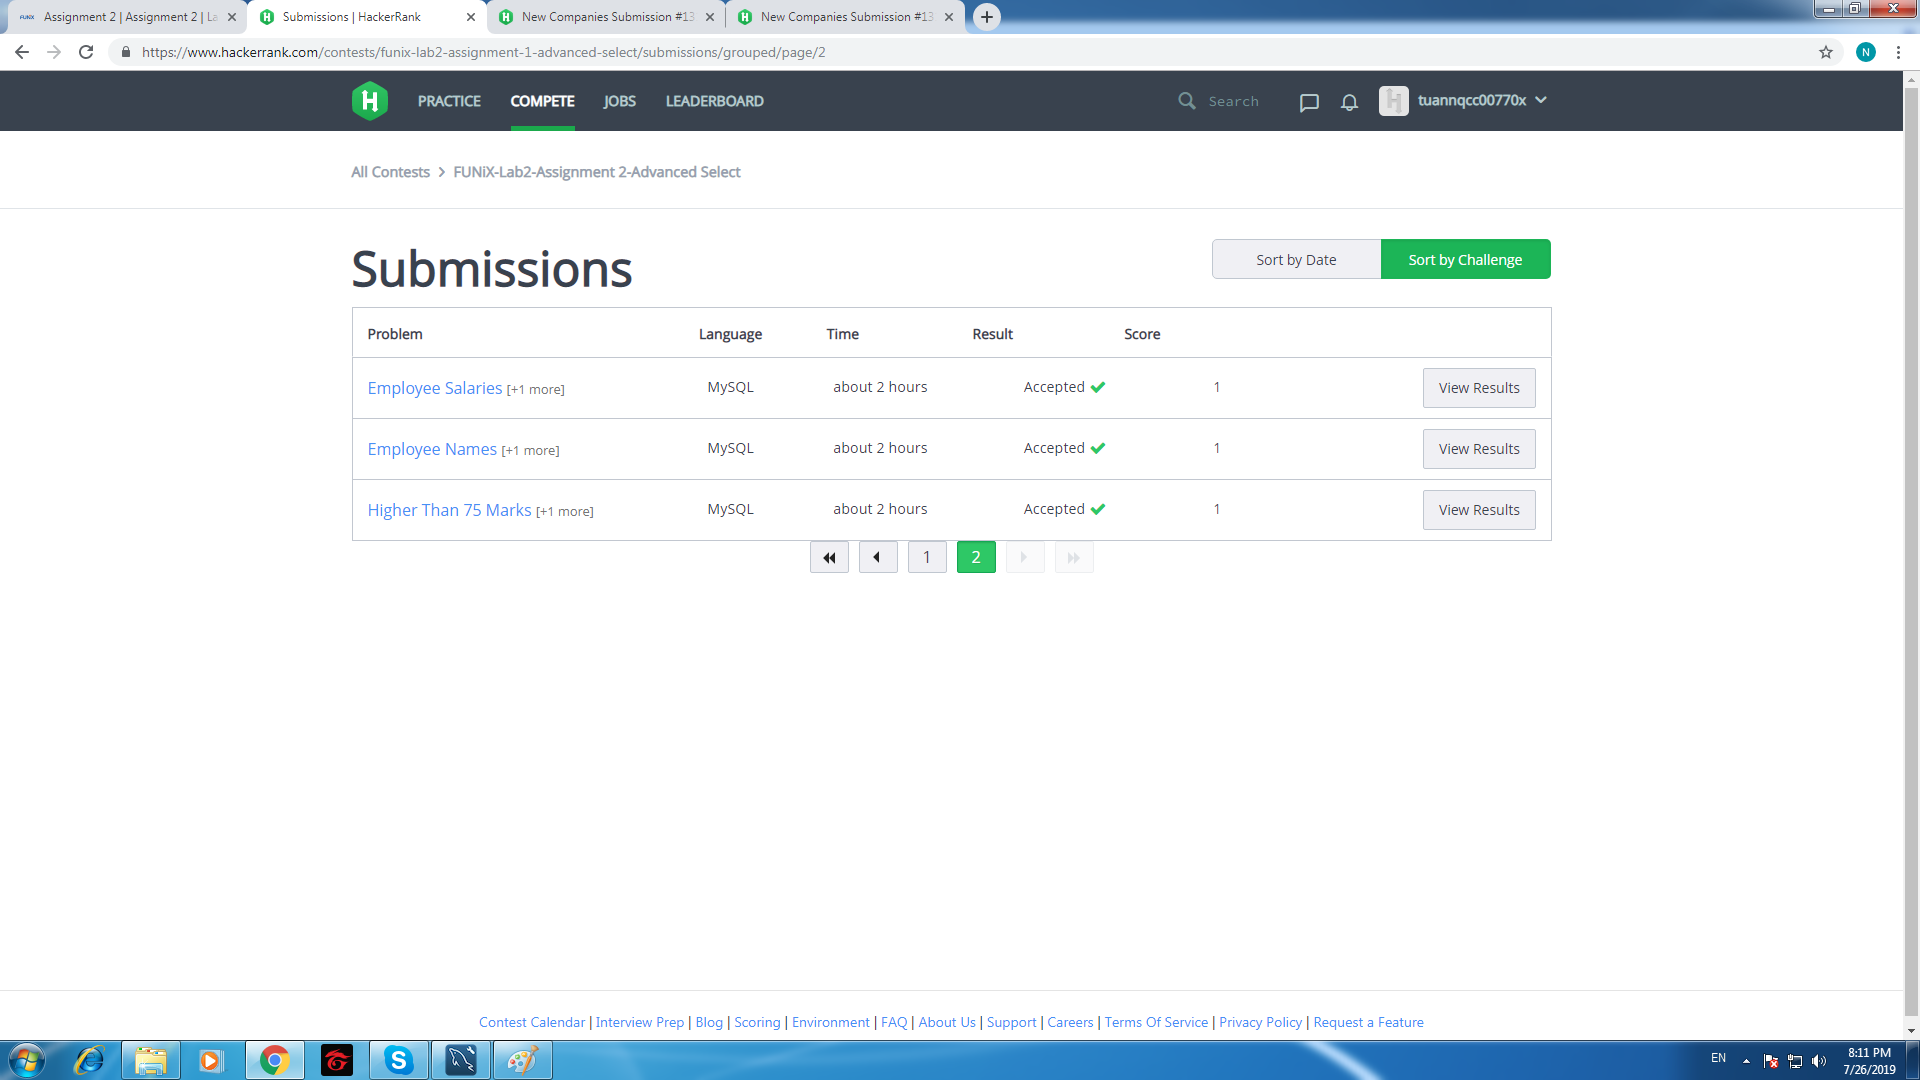 FUNiX Assignment 2 | Assignment 2 | La
Submissions | HackerRank
New Companies Submission #13
New Companies Submission #13
https://www.hackerrank.com/contests/funix-lab2-assignment-1-advanced-select/submissions/grouped/page/2
N
H PRACTICE COMPETE JOBS LEADERBOARD Search tuannqcc00770x
All Contests > FUNiX-Lab2-Assignment 2-Advanced Select
Submissions
Sort by Date Sort by Challenge
Problem Language Time Result Score
Employee Salaries [+1 more] MySQL about 2 hours Accepted 1 View Results
Employee Names [+1 more] MySQL about 2 hours Accepted 1 View Results
Higher Than 75 Marks [+1 more] MySQL about 2 hours Accepted 1 View Results
1 2
Contest Calendar | Interview Prep | Blog | Scoring | Environment | FAQ | About Us | Support | Careers | Terms Of Service | Privacy Policy | Request a Feature
EN
8:11 PM
7/26/2019